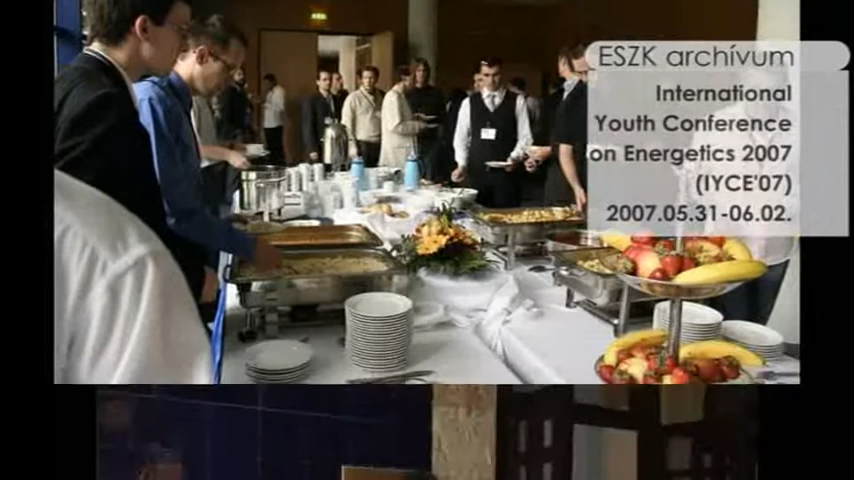 ESZK archívum
International
Youth Conference
on Energetics 2007
(IYCE'07)
2007.05.31-06.02.